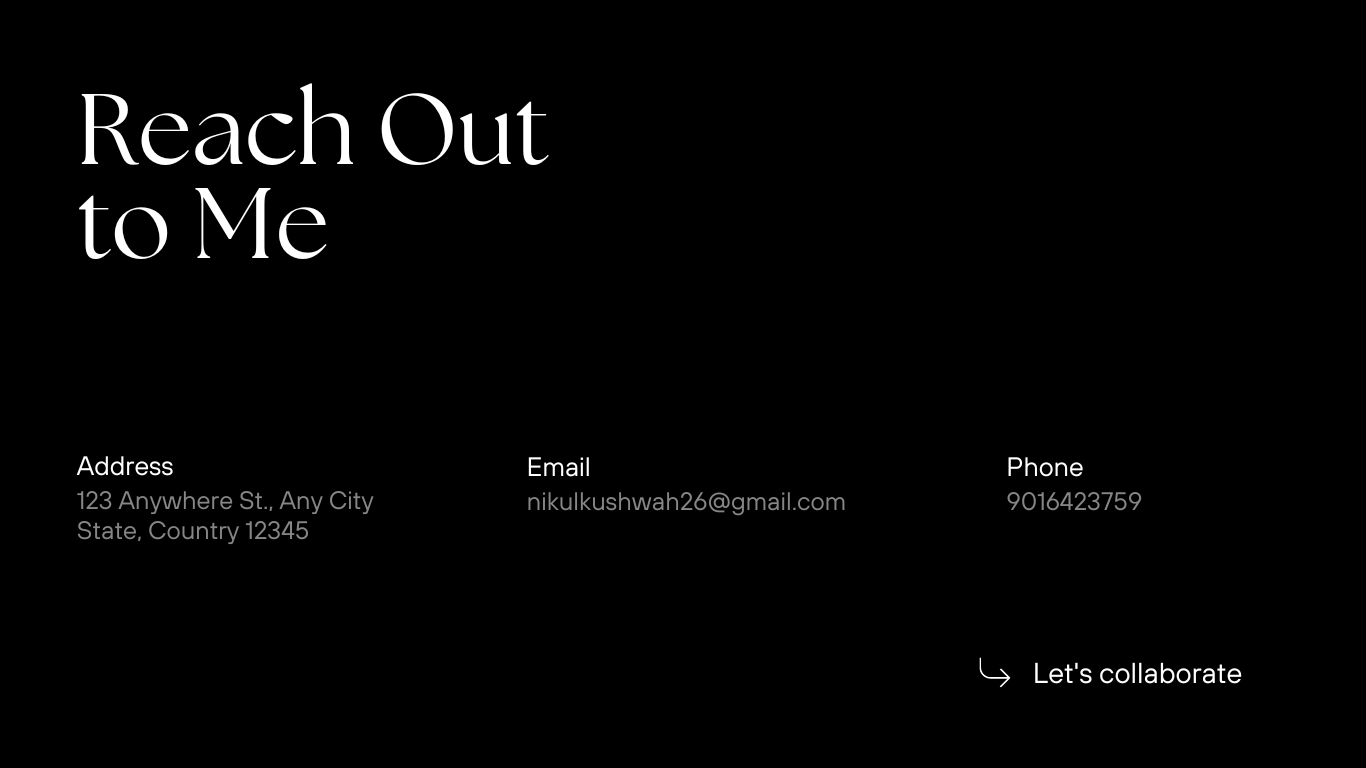 Reach Out
to Me
Address
123 Anywhere St., Any City
State, Country 12345
Email
nikulkushwah26@gmail.com
Phone
9016423759
Let's collaborate